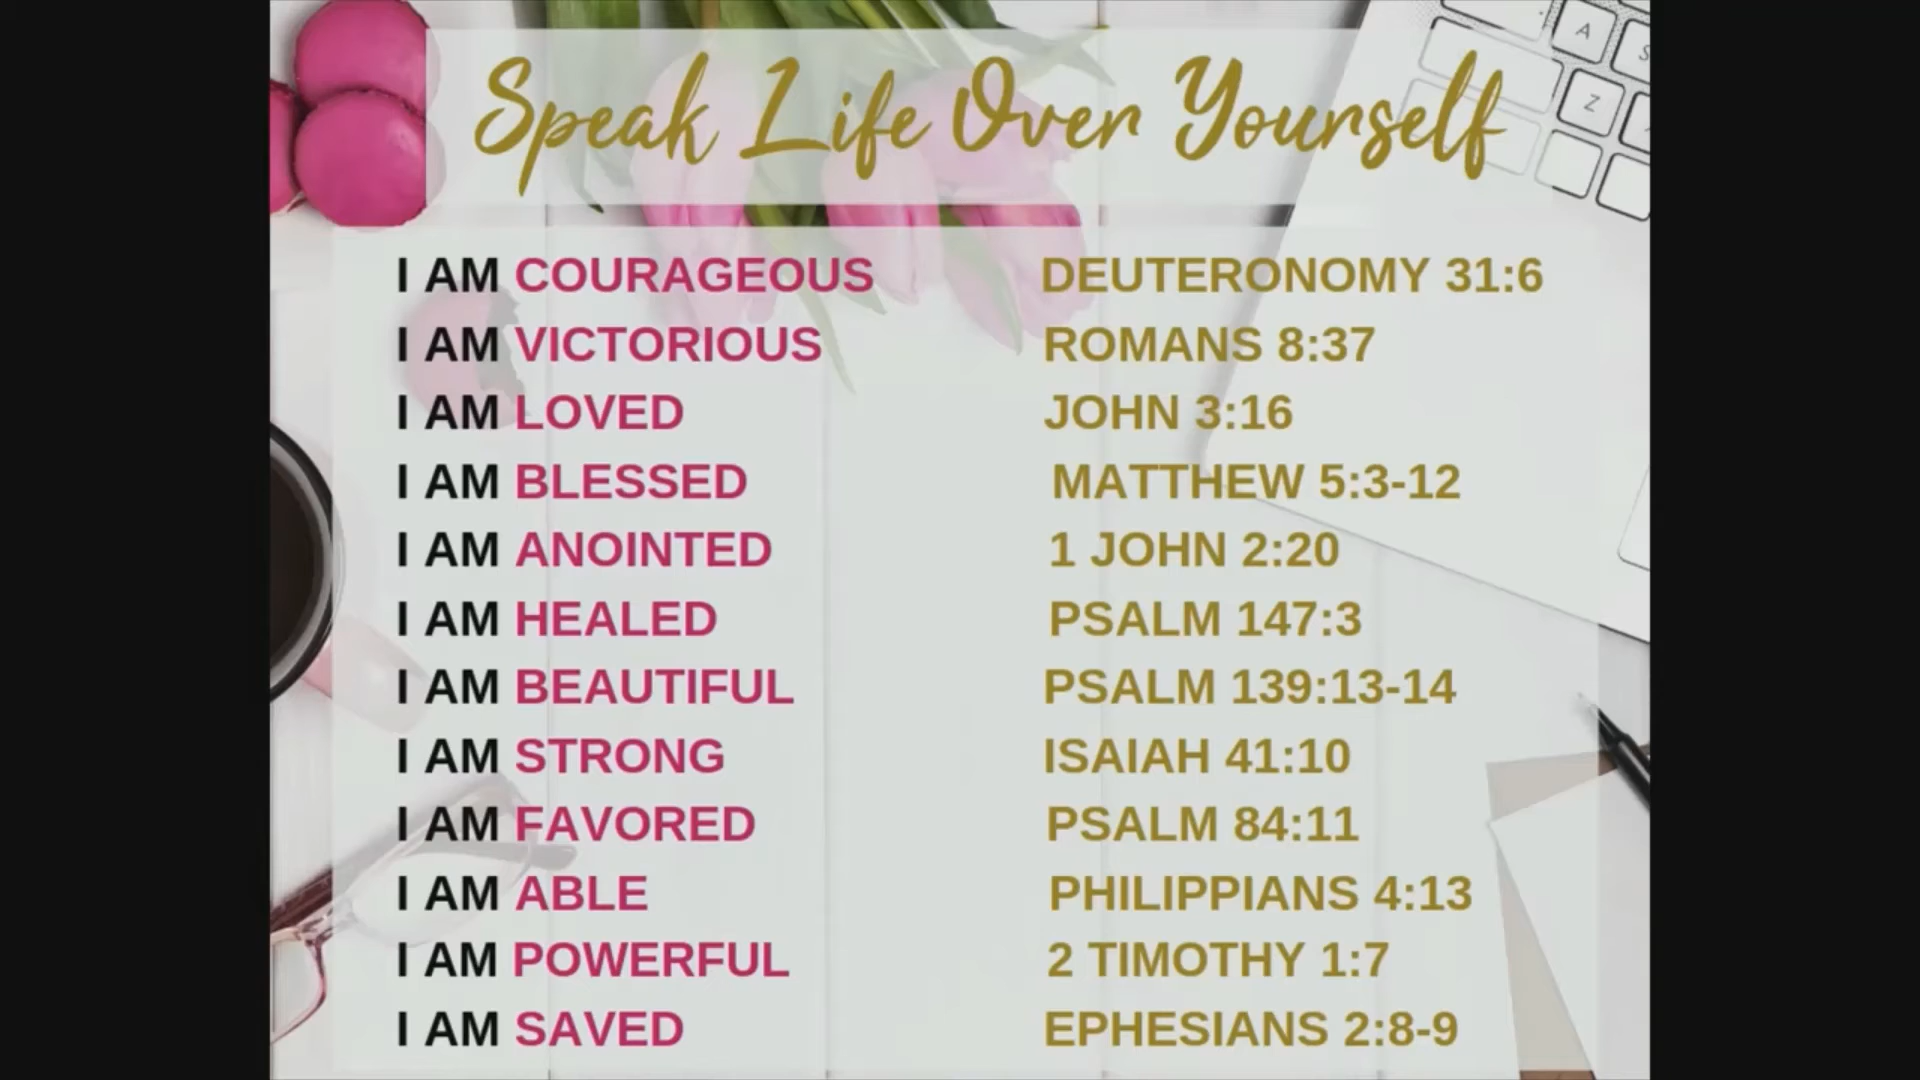 Speak Life Over Yourself
I AM COURAGEOUS DEUTERONOMY 31:6
I AM VICTORIOUS ROMANS 8:37
I AM LOVED JOHN 3:16
I AM BLESSED MATTHEW 5:3-12
I AM ANOINTED 1 JOHN 2:20
I AM HEALED PSALM 147:3
I AM BEAUTIFUL PSALM 139:13-14
I AM STRONG ISAIAH 41:10
I AM FAVORED PSALM 84:11
I AM ABLE PHILIPPIANS 4:13
I AM POWERFUL 2 TIMOTHY 1:7
I AM SAVED EPHESIANS 2:8-9
A
S
Z